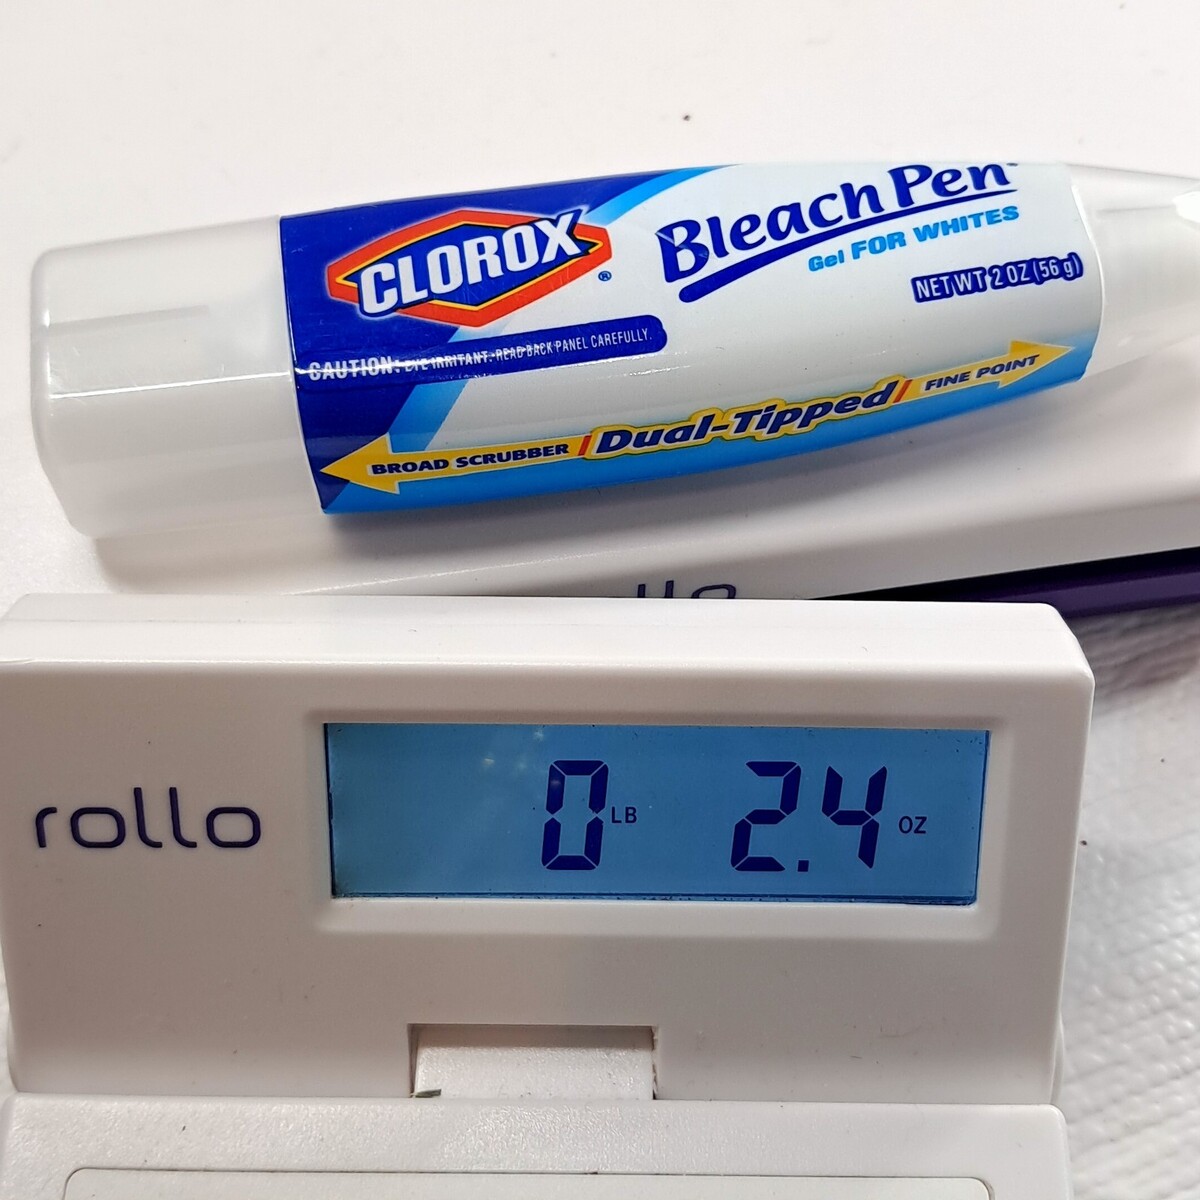 CLOROX®
Bleach Pen®
Gel FOR WHITES
NET WT 2 OZ (56 g)
CAUTION: EYE IRRITANT. READ BACK PANEL CAREFULLY.
BROAD SCRUBBER Dual-Tipped FINE POINT
rollo
0 LB 2.4 OZ